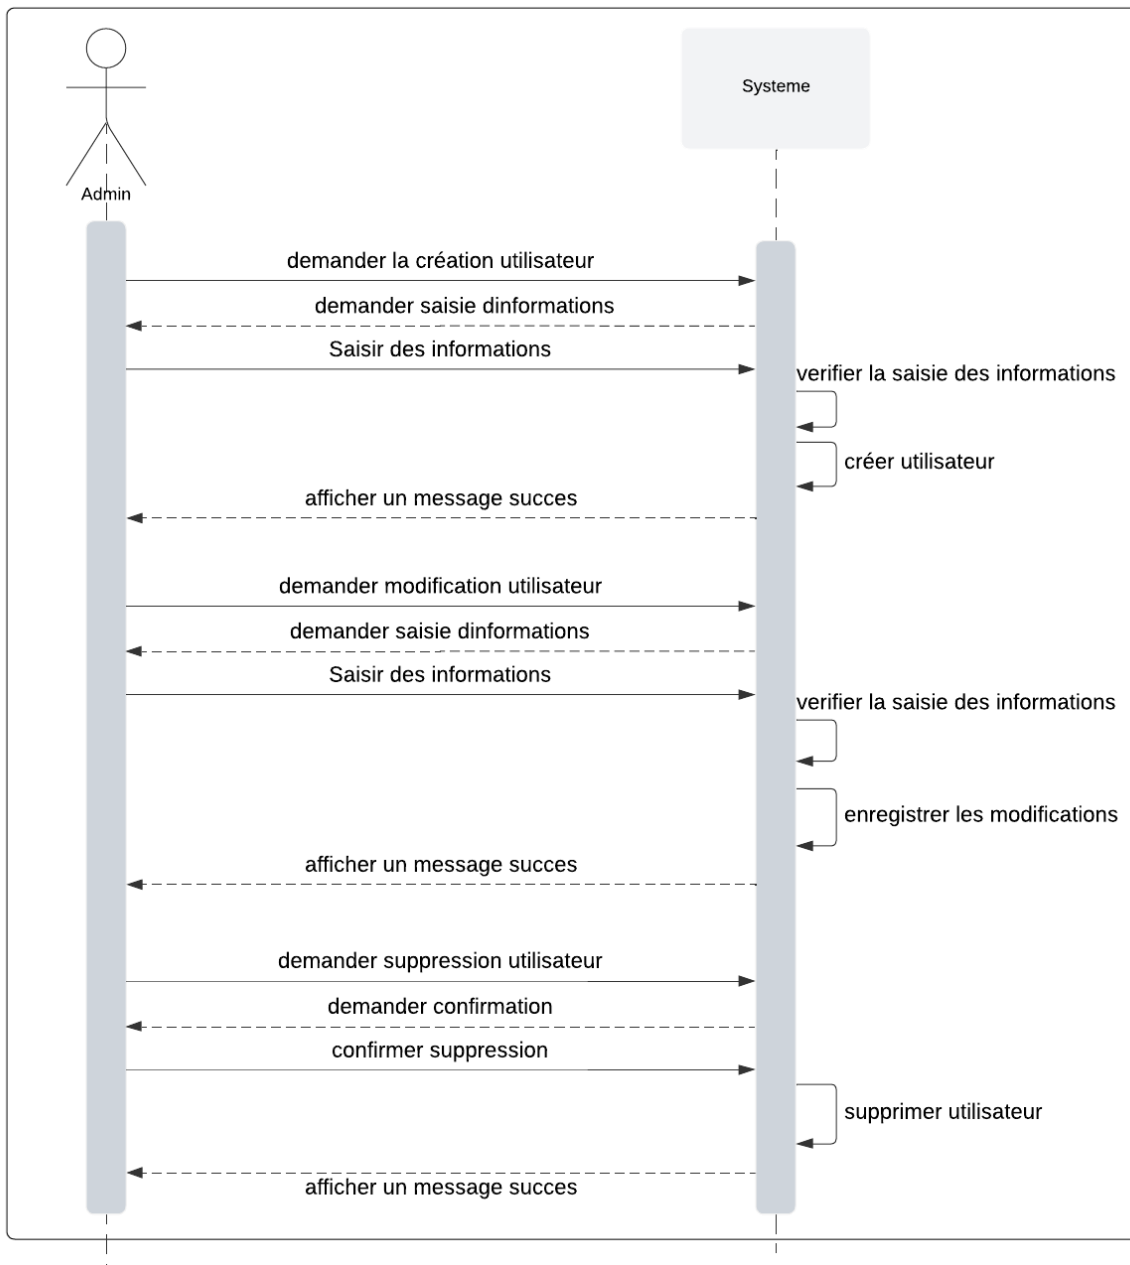 Systeme
Admin
demander la création utilisateur
demander saisie dinformations
Saisir des informations
verifier la saisie des informations
créer utilisateur
afficher un message succes
demander modification utilisateur
demander saisie dinformations
Saisir des informations
verifier la saisie des informations
enregistrer les modifications
afficher un message succes
demander suppression utilisateur
demander confirmation
confirmer suppression
supprimer utilisateur
afficher un message succes